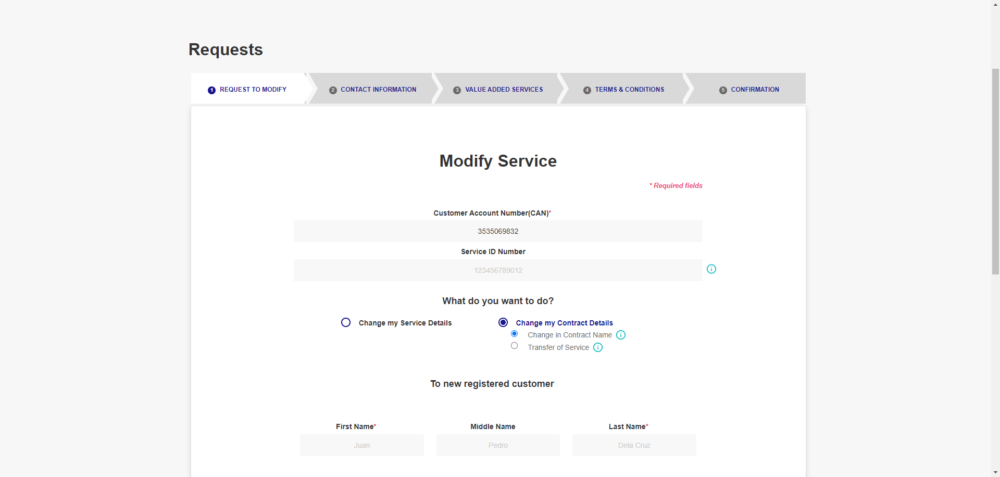 Requests
1 REQUEST TO MODIFY
2 CONTACT INFORMATION
3 VALUE ADDED SERVICES
4 TERMS & CONDITIONS
5 CONFIRMATION
Modify Service
* Required fields
Customer Account Number(CAN)*
3535069832
Service ID Number
123456789012
What do you want to do?
Change my Service Details
Change my Contract Details
Change in Contract Name
Transfer of Service
To new registered customer
First Name*
Middle Name
Last Name*
Juan
Pedro
Dela Cruz